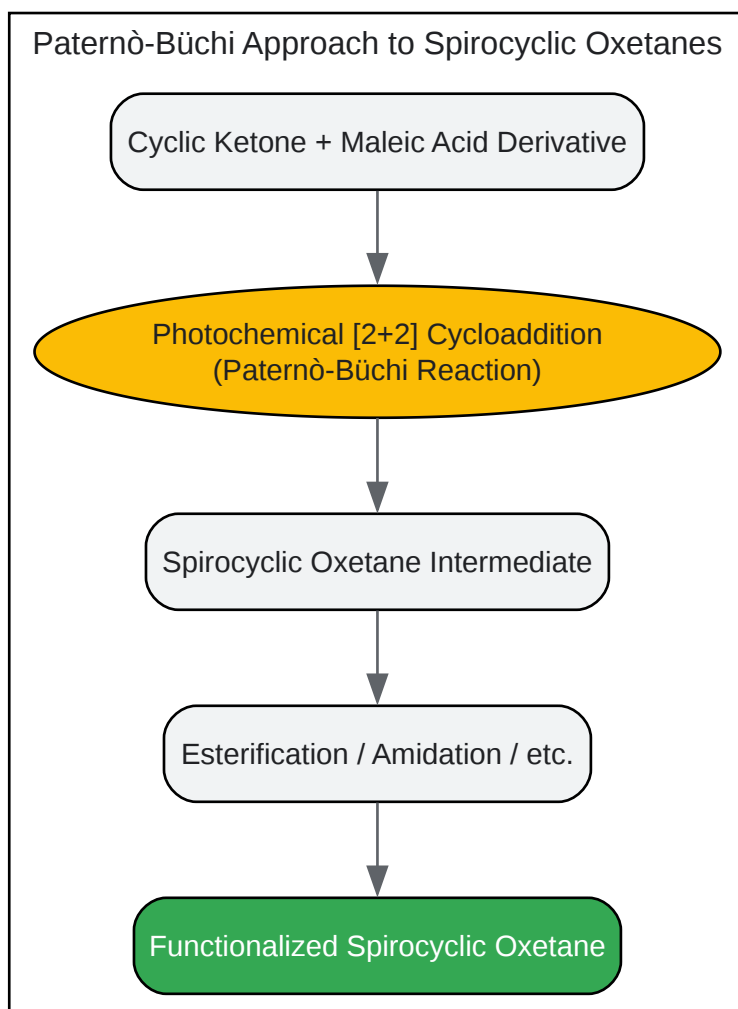 Paternò-Büchi Approach to Spirocyclic Oxetanes
Cyclic Ketone + Maleic Acid Derivative
Photochemical [2+2] Cycloaddition
(Paternò-Büchi Reaction)
Spirocyclic Oxetane Intermediate
Esterification / Amidation / etc.
Functionalized Spirocyclic Oxetane